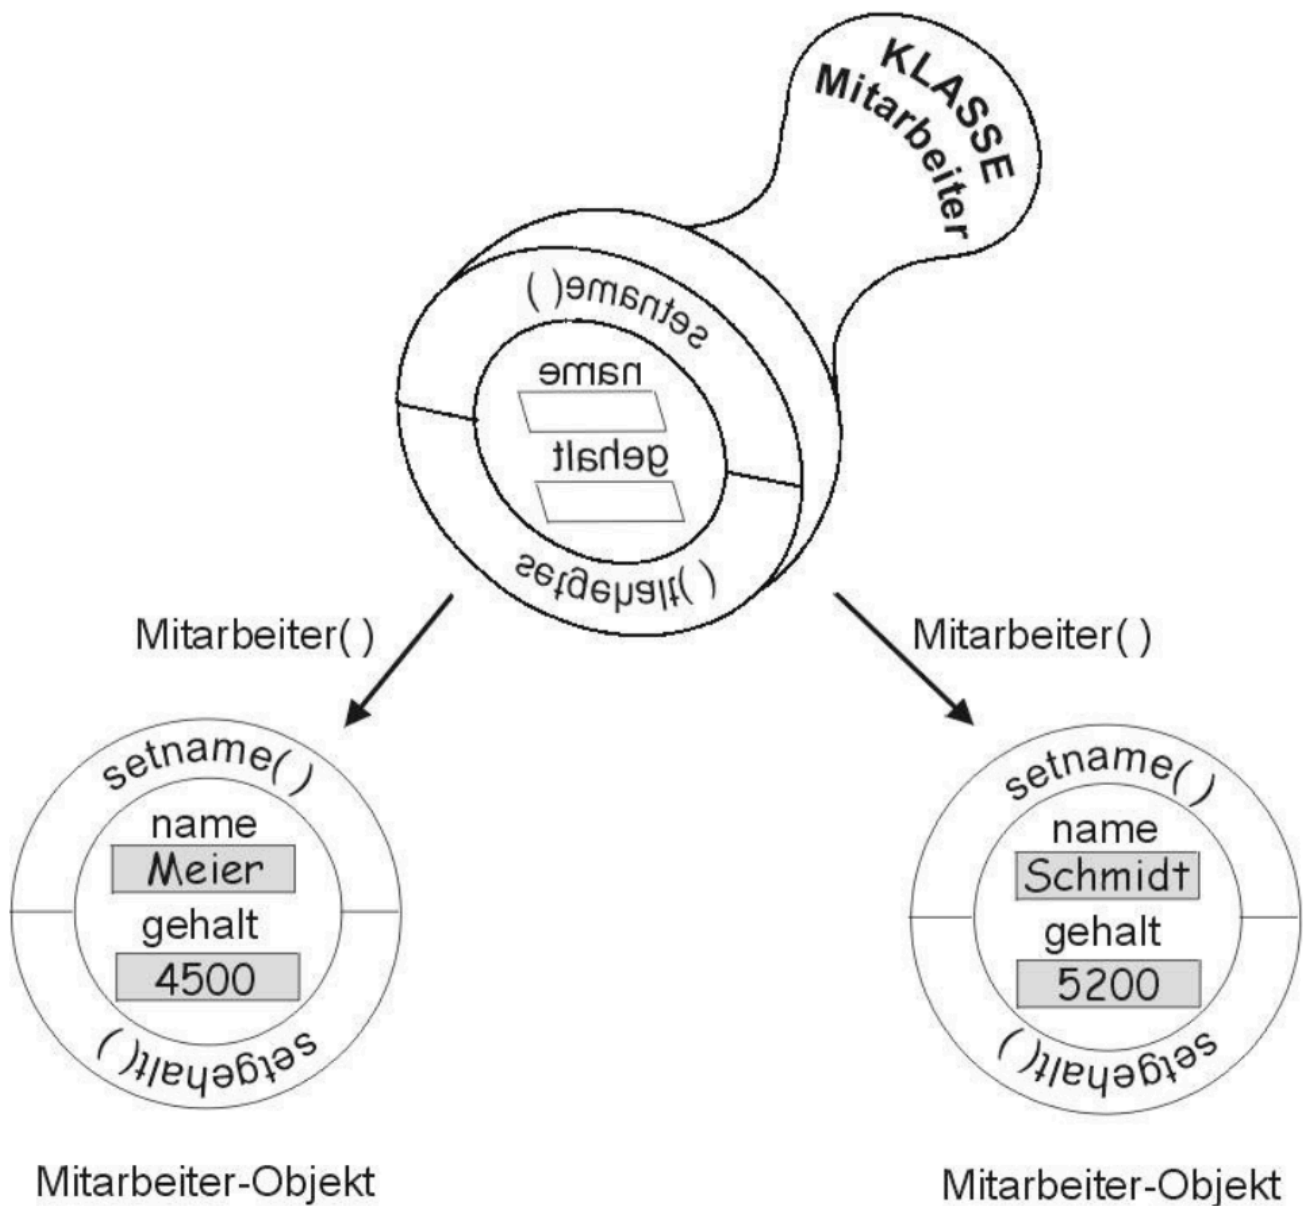 KLASSE
Mitarbeiter
setname( )
name
gehalt
setgehalt( )
Mitarbeiter( )
Mitarbeiter( )
setname( )
name
Meier
gehalt
4500
setgehalt( )
Mitarbeiter-Objekt
setname( )
name
Schmidt
gehalt
5200
setgehalt( )
Mitarbeiter-Objekt